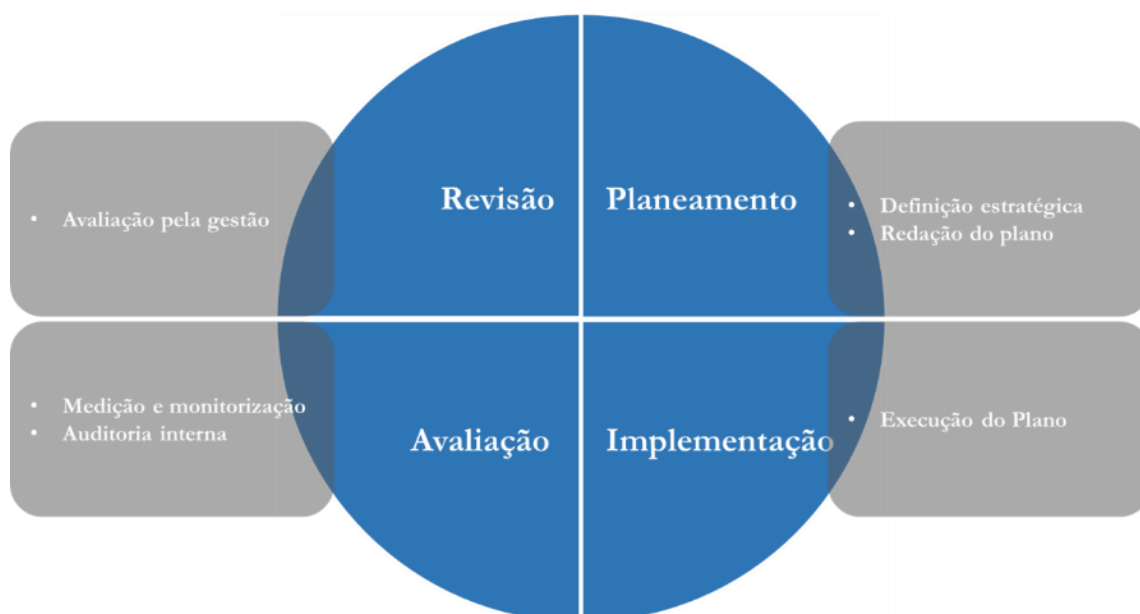 Revisão
Planeamento
• Avaliação pela gestão
• Definição estratégica
• Redação do plano
• Medição e monitorização
• Auditoria interna
Avaliação
Implementação
• Execução do Plano